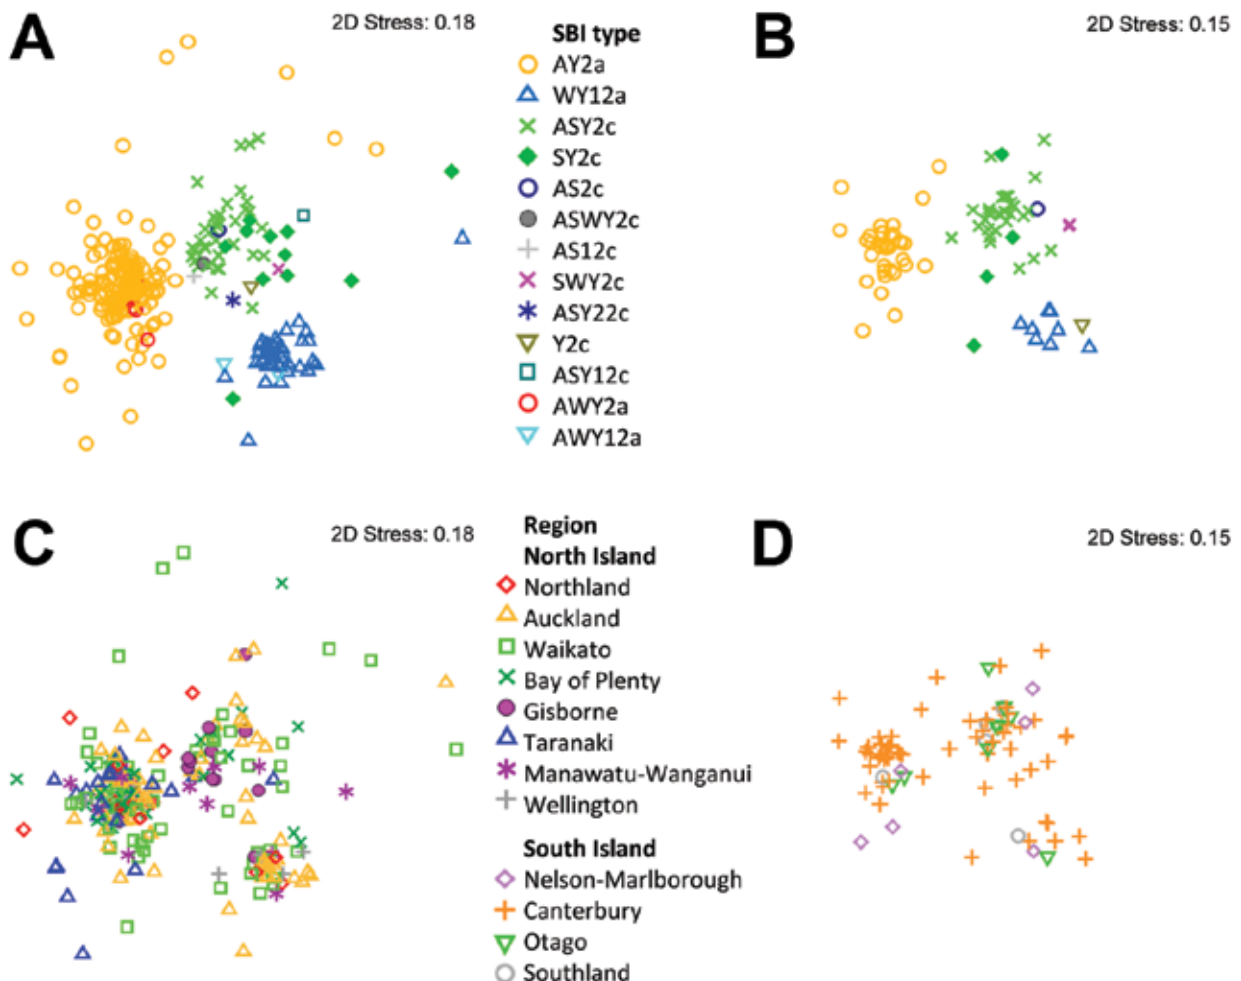 A
2D Stress: 0.18
SBI type
AY2a
WY12a
ASY2c
SY2c
AS2c
ASWY2c
AS12c
SWY2c
ASY22c
Y2c
ASY12c
AWY2a
AWY12a
B
2D Stress: 0.15
C
2D Stress: 0.18
Region
North Island
Northland
Auckland
Waikato
Bay of Plenty
Gisborne
Taranaki
Manawatu-Wanganui
Wellington
South Island
Nelson-Marlborough
Canterbury
Otago
Southland
D
2D Stress: 0.15